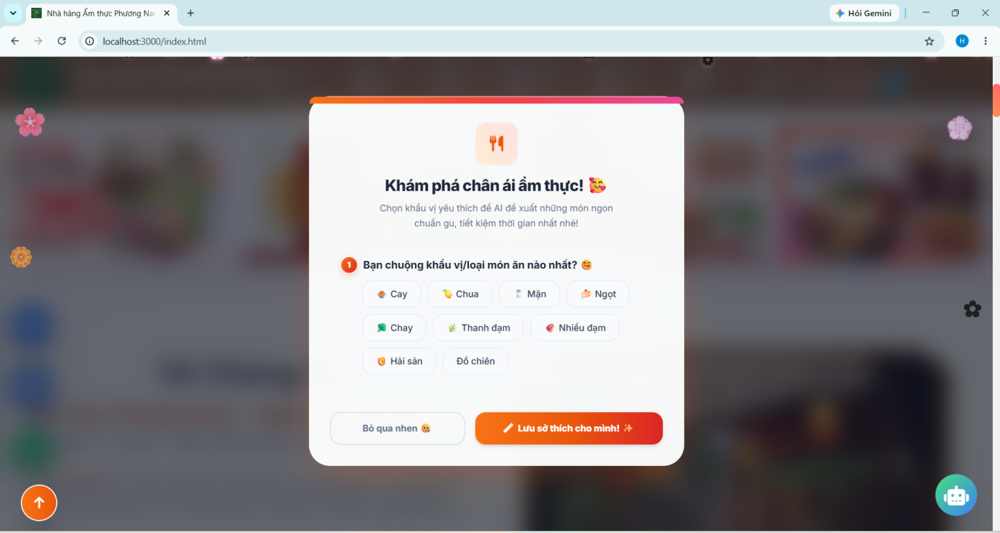 Nhà hàng Ẩm thực Phương Na
Hỏi Gemini
localhost:3000/index.html
H
Khám phá chân ái ẩm thực! 🥰
Chọn khẩu vị yêu thích để AI đề xuất những món ngon
chuẩn gu, tiết kiệm thời gian nhất nhé!
1 Bạn chuộng khẩu vị/loại món ăn nào nhất? 😋
Cay
🍋 Chua
🧂 Mặn
🍰 Ngọt
🍀 Chay
🌿 Thanh đạm
🥩 Nhiều đạm
🦐 Hải sản
Đồ chiên
Bỏ qua nhen 🤪
Lưu sở thích cho mình! ✨